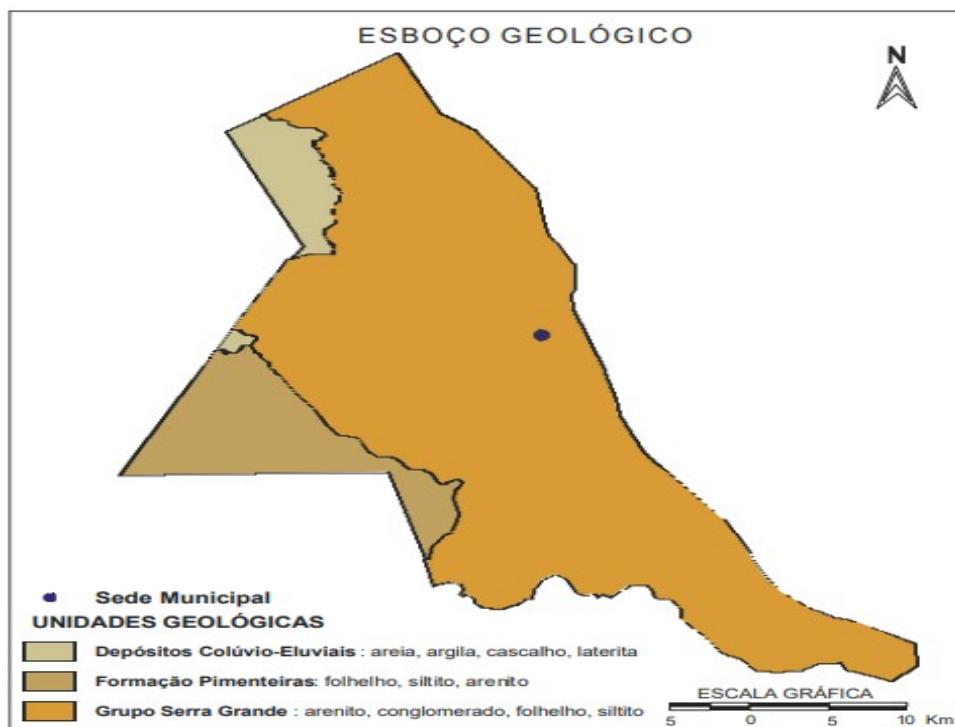 ESBOÇO GEOLÓGICO
N
Sede Municipal
UNIDADES GEOLÓGICAS
Depósitos Colúvio-Eluviais : areia, argila, cascalho, laterita
Formação Pimenteiras: folhelho, siltito, arenito
Grupo Serra Grande : arenito, conglomerado, folhelho, siltito
ESCALA GRÁFICA
5 0 5 10 Km